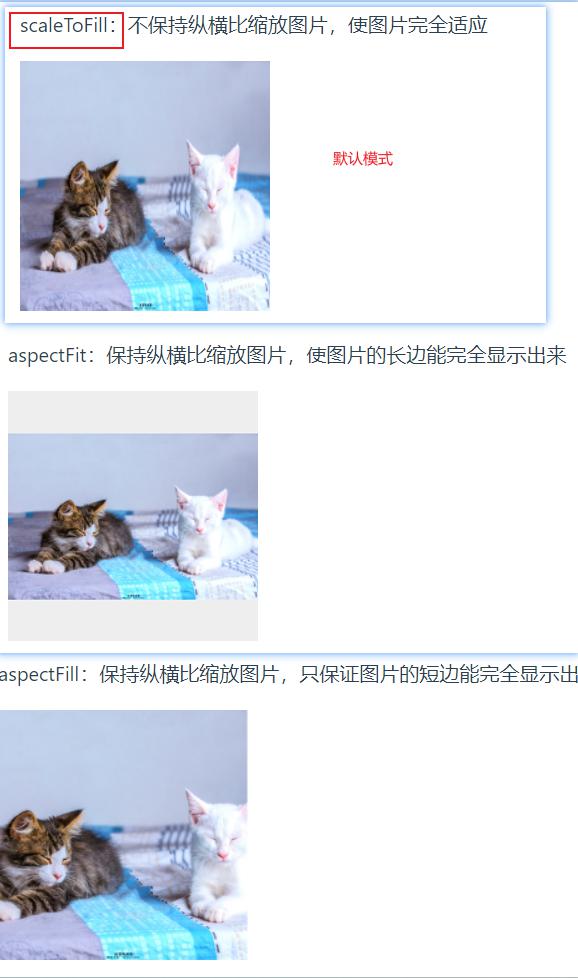 scaleToFill：不保持纵横比缩放图片，使图片完全适应
默认模式
aspectFit：保持纵横比缩放图片，使图片的长边能完全显示出来
aspectFill：保持纵横比缩放图片，只保证图片的短边能完全显示出